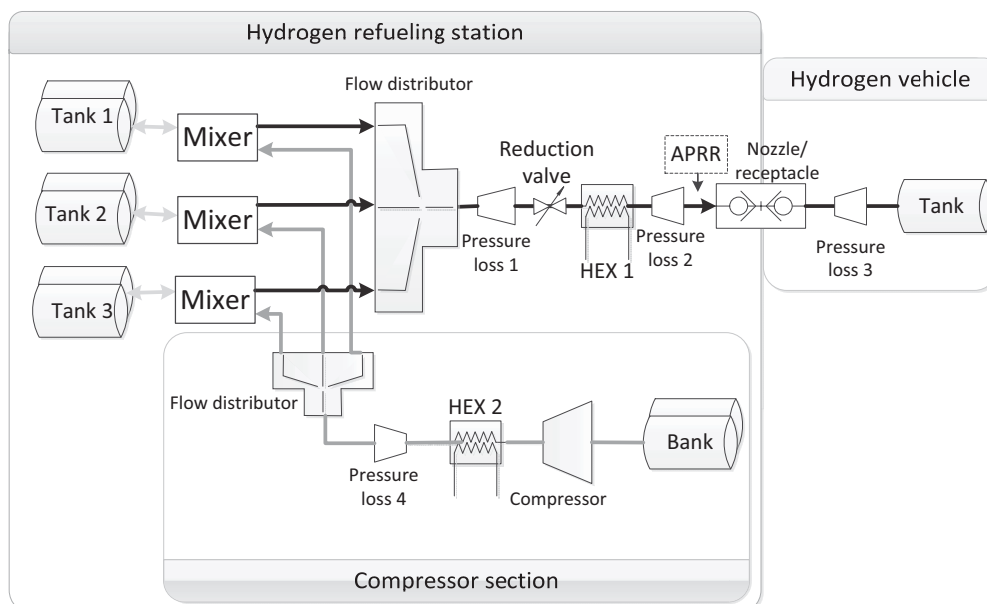 Hydrogen refueling station
Hydrogen vehicle
Flow distributor
Tank 1
Mixer
Reduction
valve
APRR
Nozzle/
receptacle
Tank 2
Mixer
Tank
Pressure
loss 1
HEX 1
Pressure
loss 2
Pressure
loss 3
Tank 3
Mixer
Flow distributor
HEX 2
Bank
Pressure
loss 4
Compressor
Compressor section